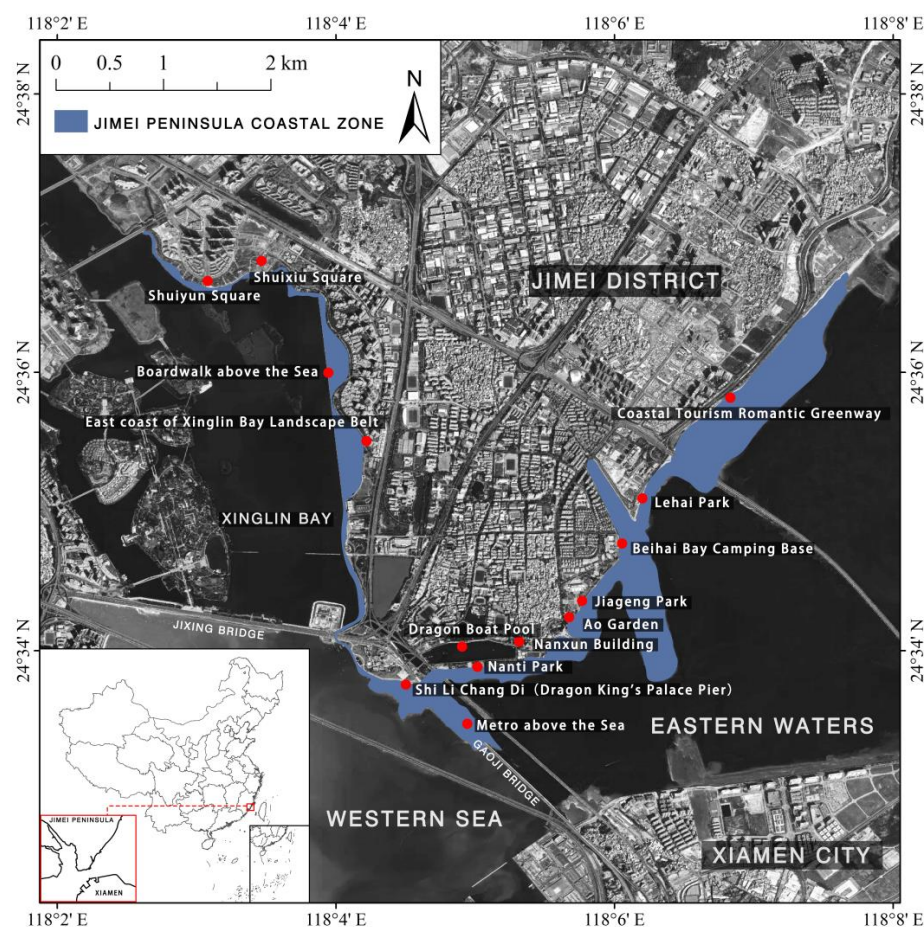 118°2' E
118°4' E
118°6' E
118°8' E
0 0.5 1 2 km
N
JIMEI PENINSULA COASTAL ZONE
24°38' N
24°38' N
JIMEI DISTRICT
Shuixiu Square
Shuiyun Square
24°36' N
24°36' N
Boardwalk above the Sea
Coastal Tourism Romantic Greenway
East coast of Xinglin Bay Landscape Belt
Lehai Park
XINGLIN BAY
Beihai Bay Camping Base
Jiageng Park
Ao Garden
JIXING BRIDGE
Dragon Boat Pool
Nanxun Building
24°34' N
24°34' N
Nanti Park
Shi Li Chang Di（Dragon King's Palace Pier）
Metro above the Sea
EASTERN WATERS
GAOJI BRIDGE
WESTERN SEA
JIMEI PENINSULA
XIAMEN
XIAMEN CITY
118°2' E
118°4' E
118°6' E
118°8' E